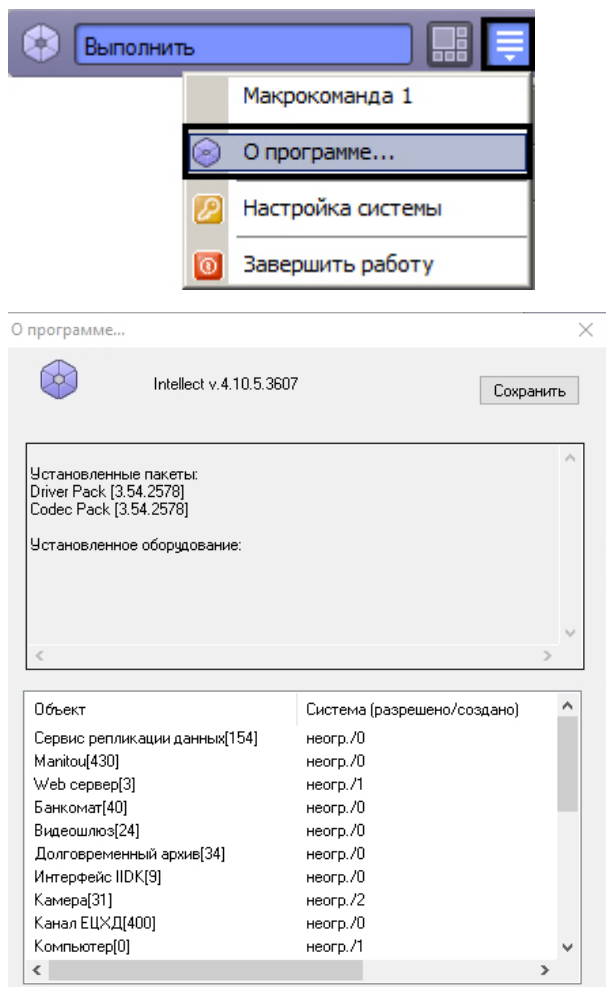 Выполнить
Макрокоманда 1
О программе...
Настройка системы
Завершить работу
О программе...
Intellect v.4.10.5.3607
Сохранить
Установленные пакеты:
Driver Pack [3.54.2578]
Codec Pack [3.54.2578]
Установленное оборудование:
Объект Система (разрешено/создано)
Сервис репликации данных[154] неогр./0
Manitou[430] неогр./0
Web сервер[3] неогр./1
Банкомат[40] неогр./0
Видеошлюз[24] неогр./0
Долговременный архив[34] неогр./0
Интерфейс IIDK[9] неогр./0
Камера[31] неогр./2
Канал ЕЦХД[400] неогр./0
Компьютер[0] неогр./1